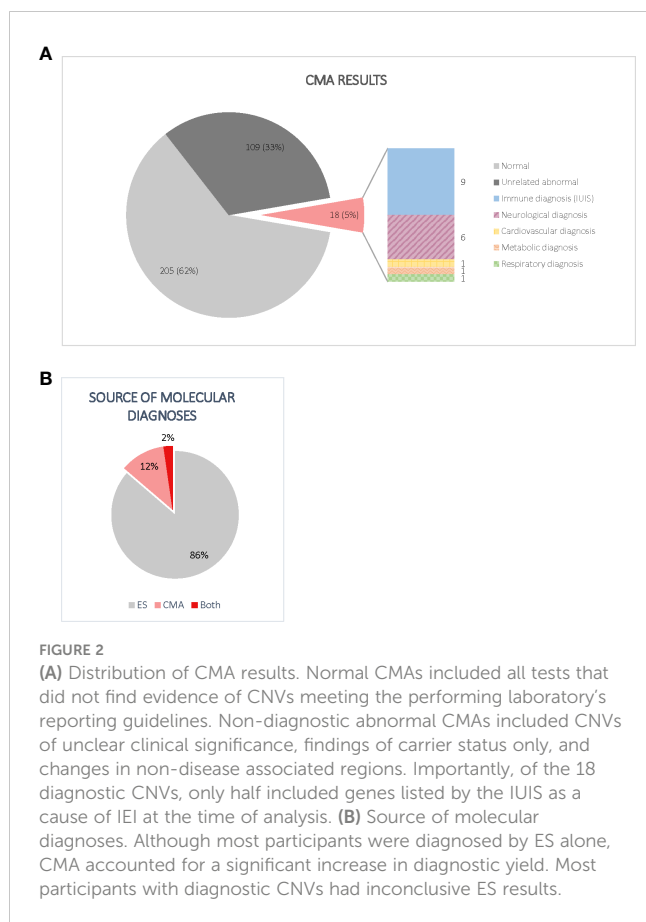 A
CMA RESULTS
109 (33%)
18 (5%)
205 (62%)
9
6
1
1
1
Normal
Unrelated abnormal
Immune diagnosis (IUIS)
Neurological diagnosis
Cardiovascular diagnosis
Metabolic diagnosis
Respiratory diagnosis
B
SOURCE OF MOLECULAR
DIAGNOSES
2%
12%
86%
ES CMA Both
FIGURE 2
(A) Distribution of CMA results. Normal CMAs included all tests that
did not find evidence of CNVs meeting the performing laboratory's
reporting guidelines. Non-diagnostic abnormal CMAs included CNVs
of unclear clinical significance, findings of carrier status only, and
changes in non-disease associated regions. Importantly, of the 18
diagnostic CNVs, only half included genes listed by the IUIS as a
cause of IEI at the time of analysis. (B) Source of molecular
diagnoses. Although most participants were diagnosed by ES alone,
CMA accounted for a significant increase in diagnostic yield. Most
participants with diagnostic CNVs had inconclusive ES results.